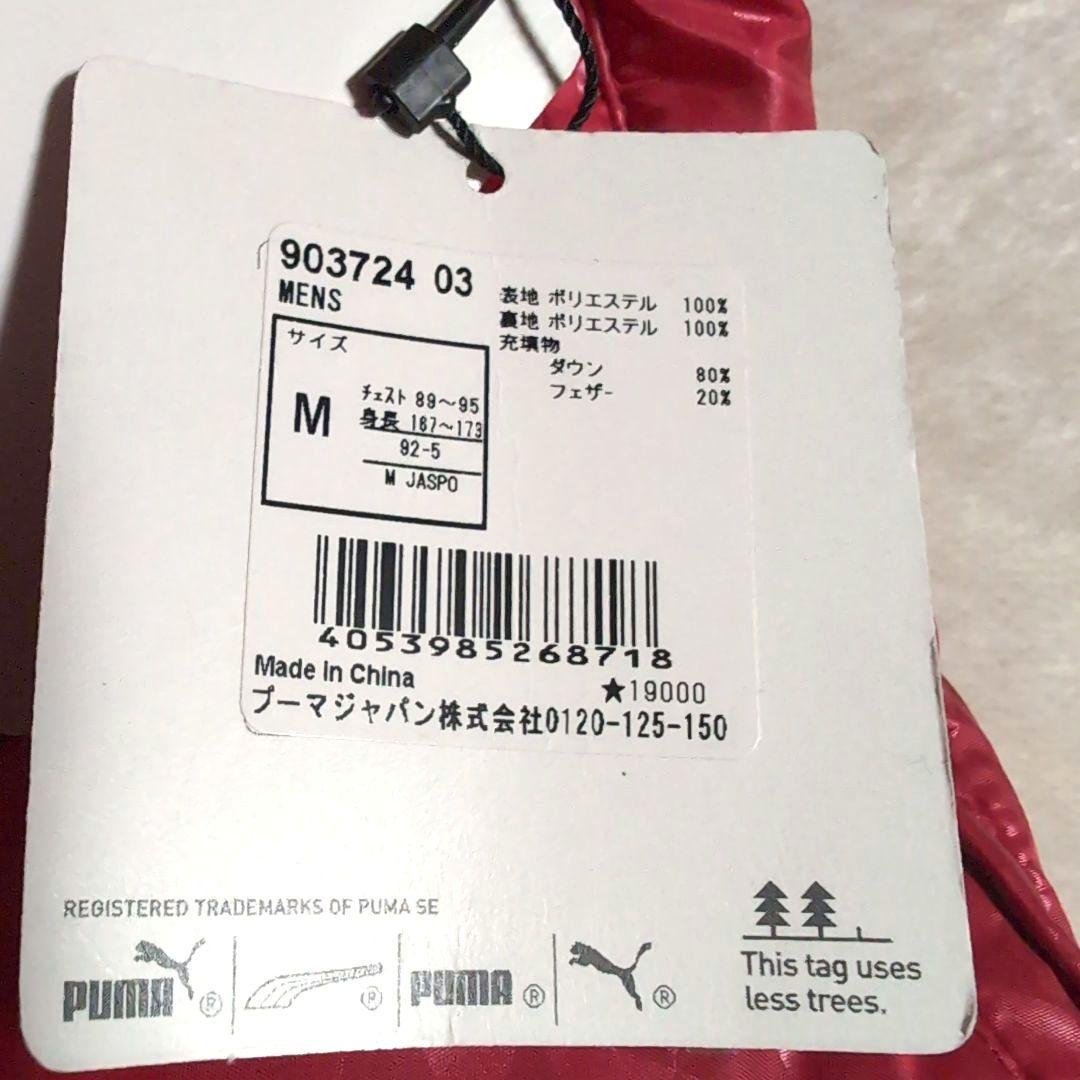 903724 03
MENS
サイズ
M
チェスト 89～95
身長 167～173
92-5
M JASPO
表地 ポリエステル 100%
裏地 ポリエステル 100%
充填物
ダウン 80%
フェザー 20%
4053985268718
Made in China
★19000
プーマジャパン株式会社0120-125-150
REGISTERED TRADEMARKS OF PUMA SE
PUMA ® ® PUMA ® ®
This tag uses
less trees.